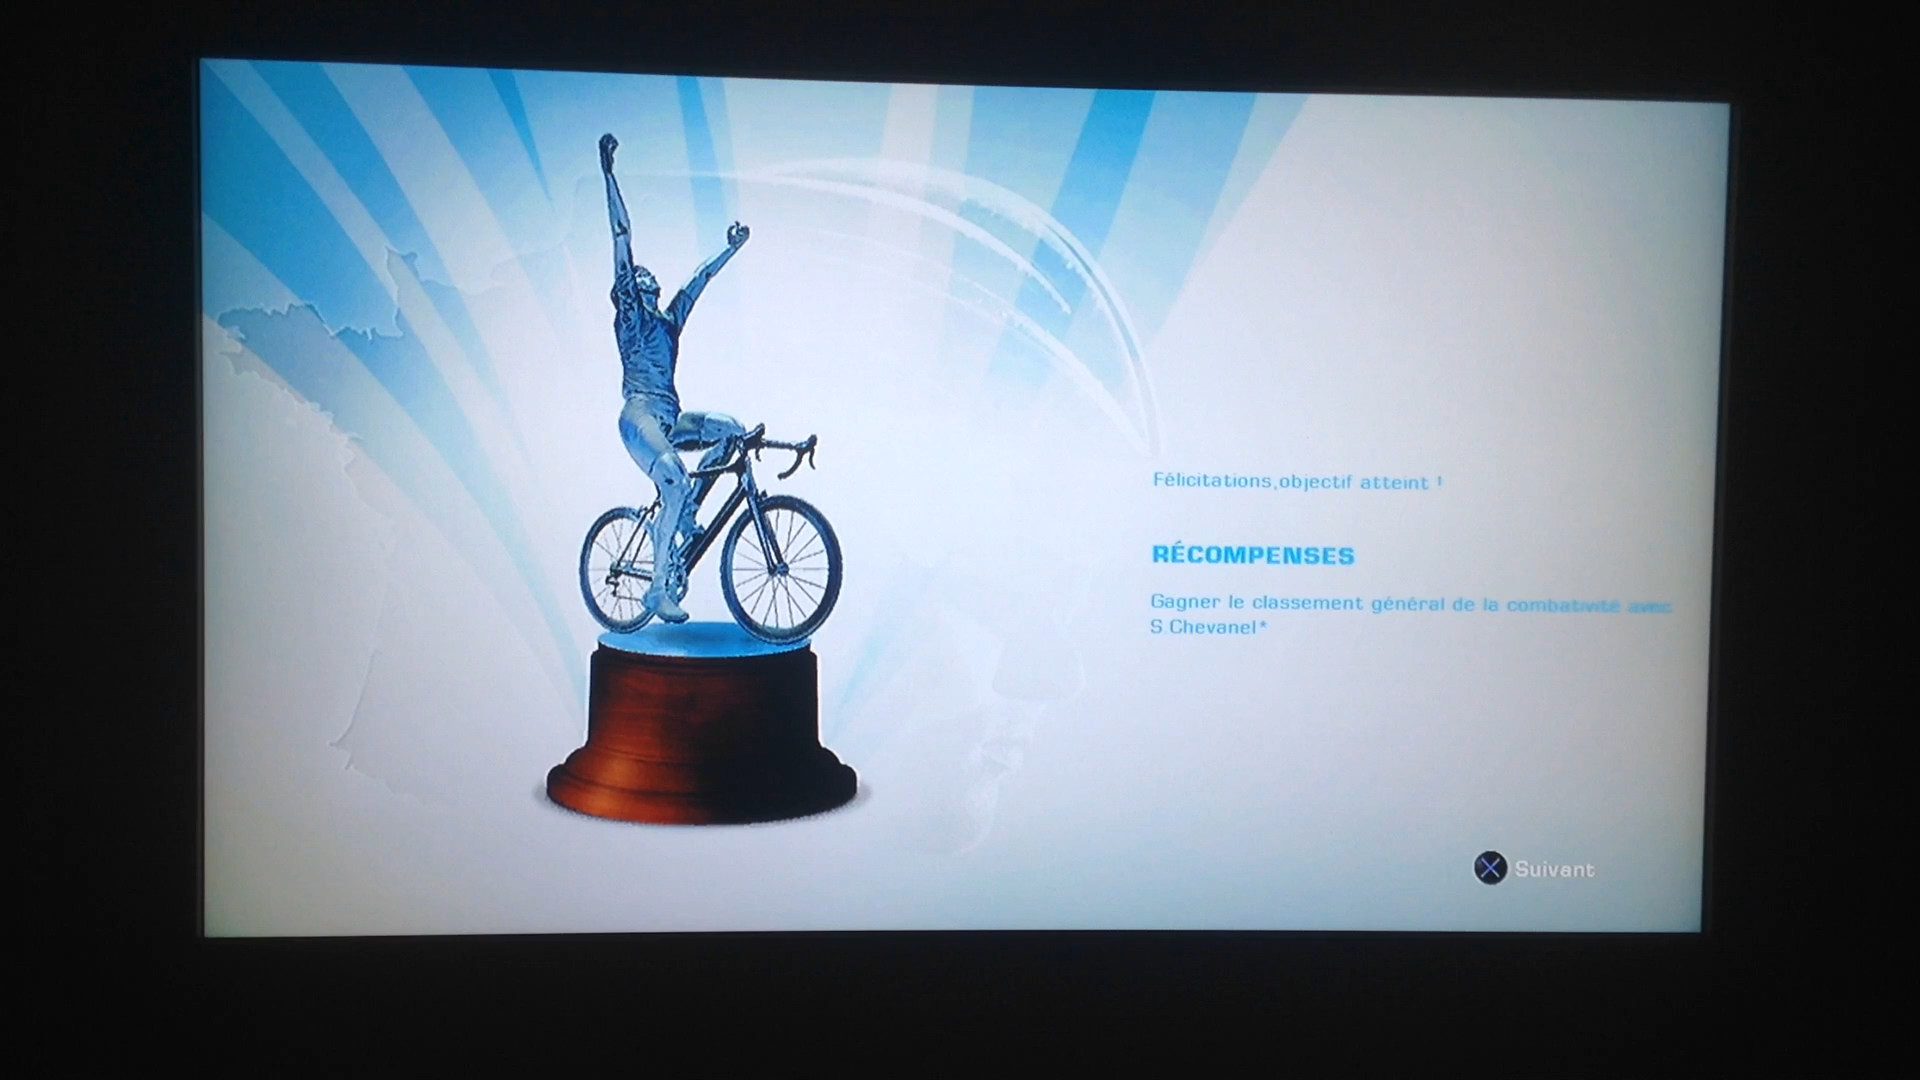 Félicitations,objectif atteint !
RÉCOMPENSES
Gagner le classement général de la combativité avec
S.Chevanel*
Suivant